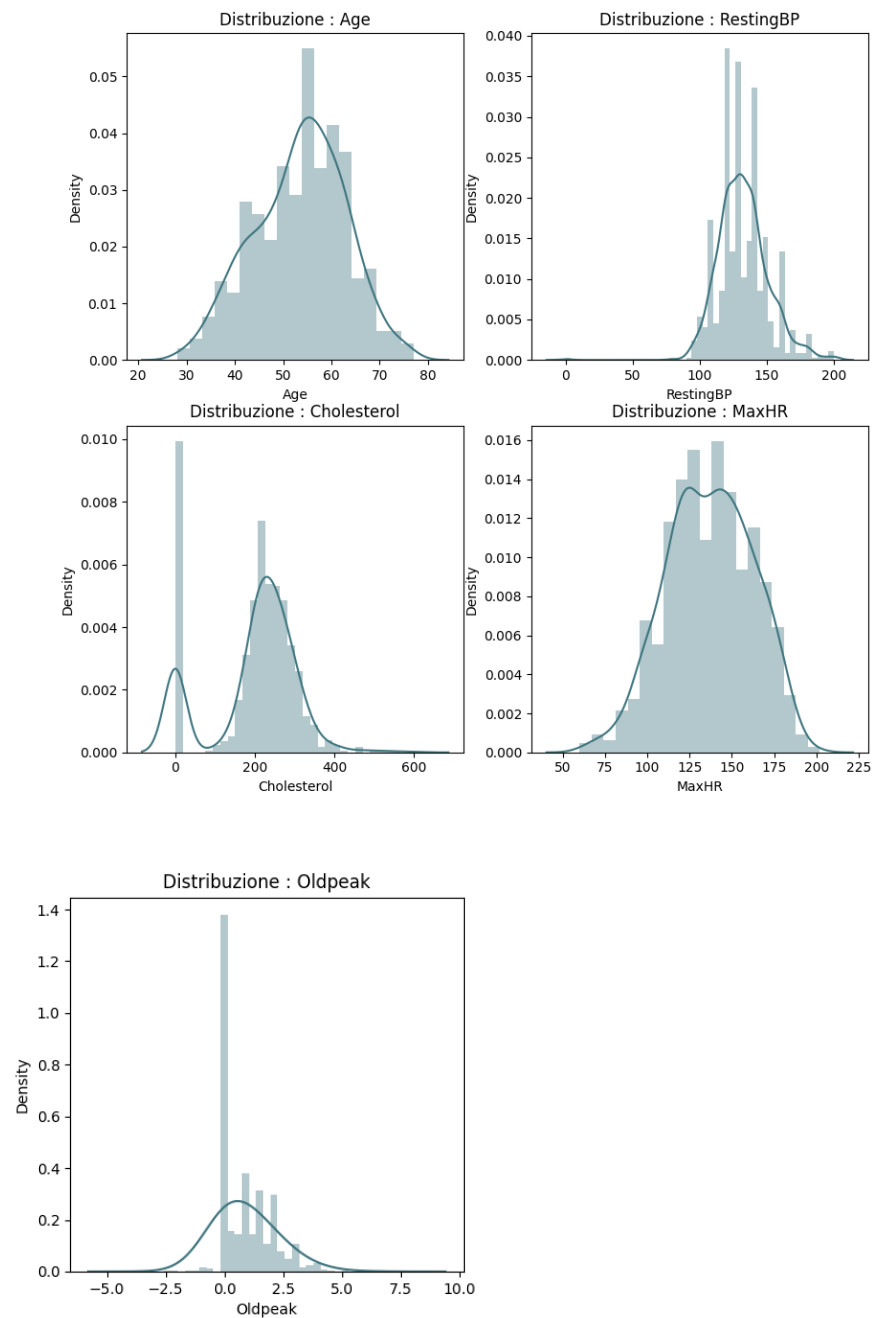 Distribuzione : Age
Density
0.05
0.04
0.03
0.02
0.01
0.00
20 30 40 50 60 70 80
Age
Distribuzione : RestingBP
Density
0.040
0.035
0.030
0.025
0.020
0.015
0.010
0.005
0.000
0 50 100 150 200
RestingBP
Distribuzione : Cholesterol
Density
0.010
0.008
0.006
0.004
0.002
0.000
0 200 400 600
Cholesterol
Distribuzione : MaxHR
Density
0.016
0.014
0.012
0.010
0.008
0.006
0.004
0.002
0.000
50 75 100 125 150 175 200 225
MaxHR
Distribuzione : Oldpeak
Density
1.4
1.2
1.0
0.8
0.6
0.4
0.2
0.0
−5.0 −2.5 0.0 2.5 5.0 7.5 10.0
Oldpeak